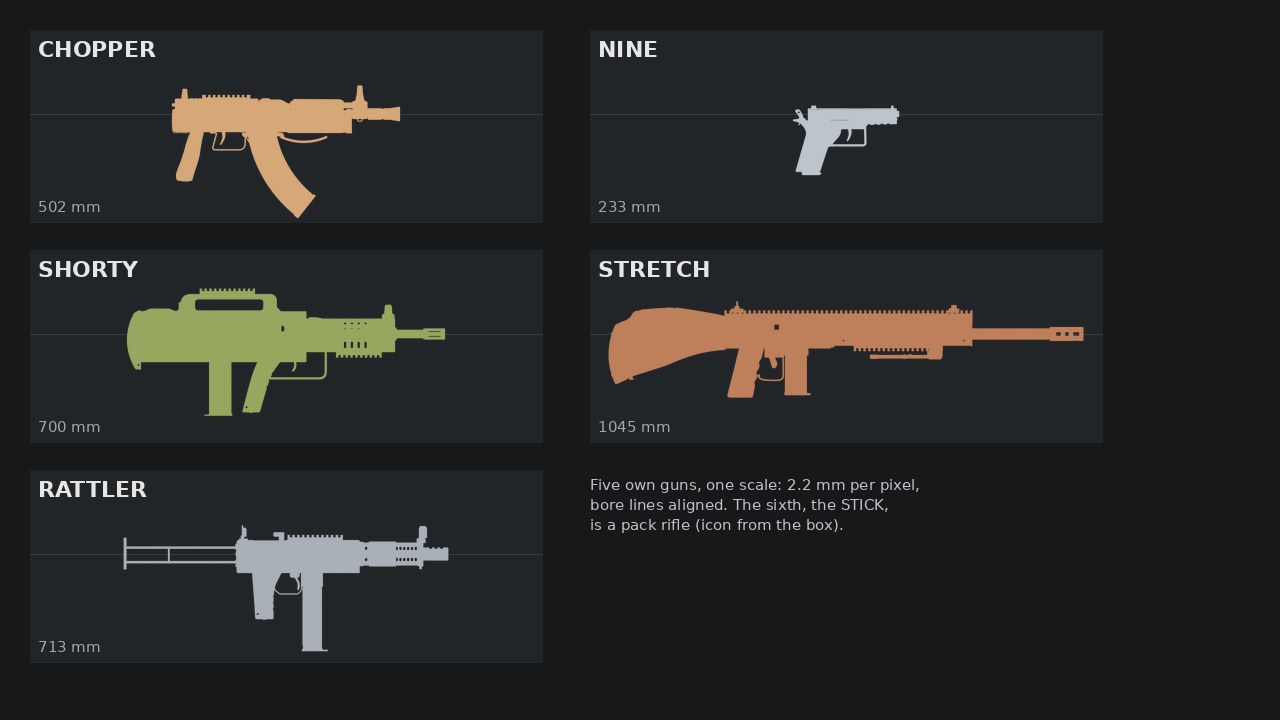 CHOPPER
502 mm
NINE
233 mm
SHORTY
700 mm
STRETCH
1045 mm
RATTLER
713 mm
Five own guns, one scale: 2.2 mm per pixel,
bore lines aligned. The sixth, the STICK,
is a pack rifle (icon from the box).